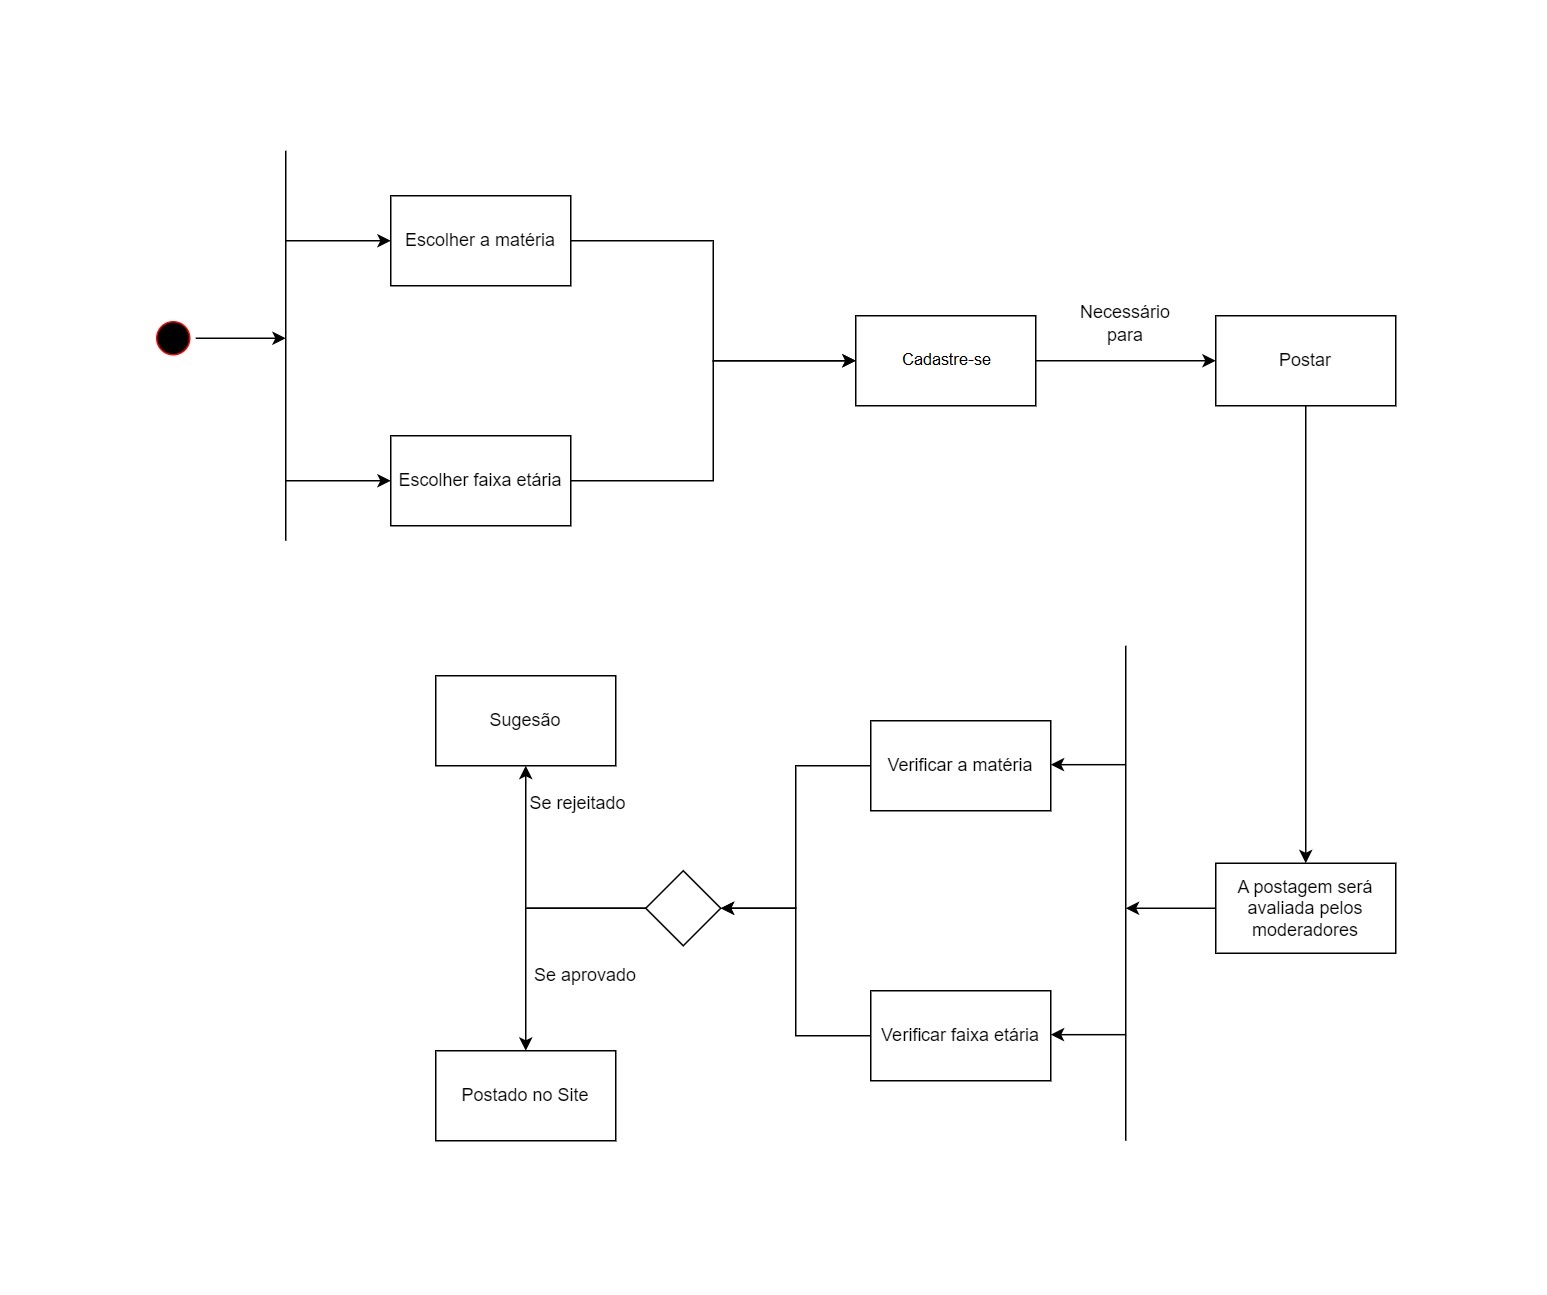 Escolher a matéria
Escolher faixa etária
Cadastre-se
Necessário
para
Postar
A postagem será
avaliada pelos
moderadores
Verificar a matéria
Verificar faixa etária
Se rejeitado
Sugesão
Se aprovado
Postado no Site